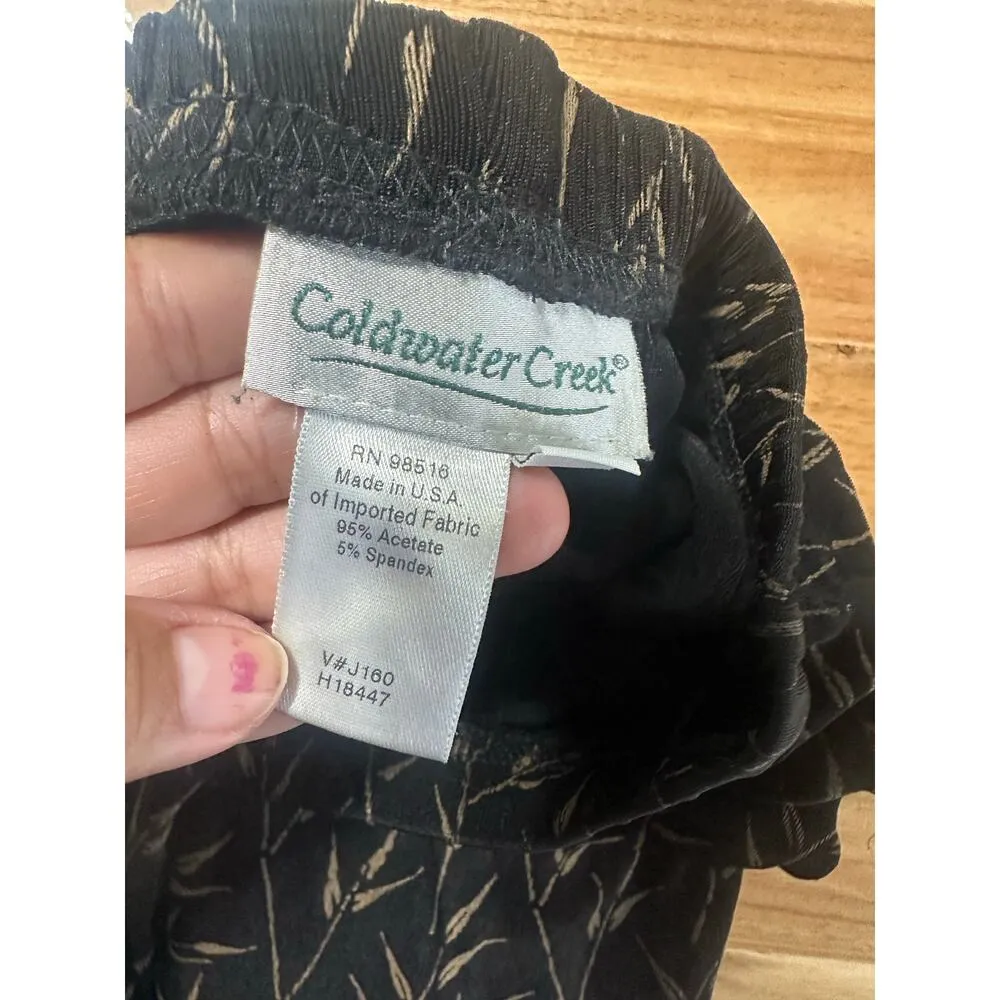 Coldwater Creek®
RN 98516
Made in U.S.A
of Imported Fabric
95% Acetate
5% Spandex
V#J160
H18447